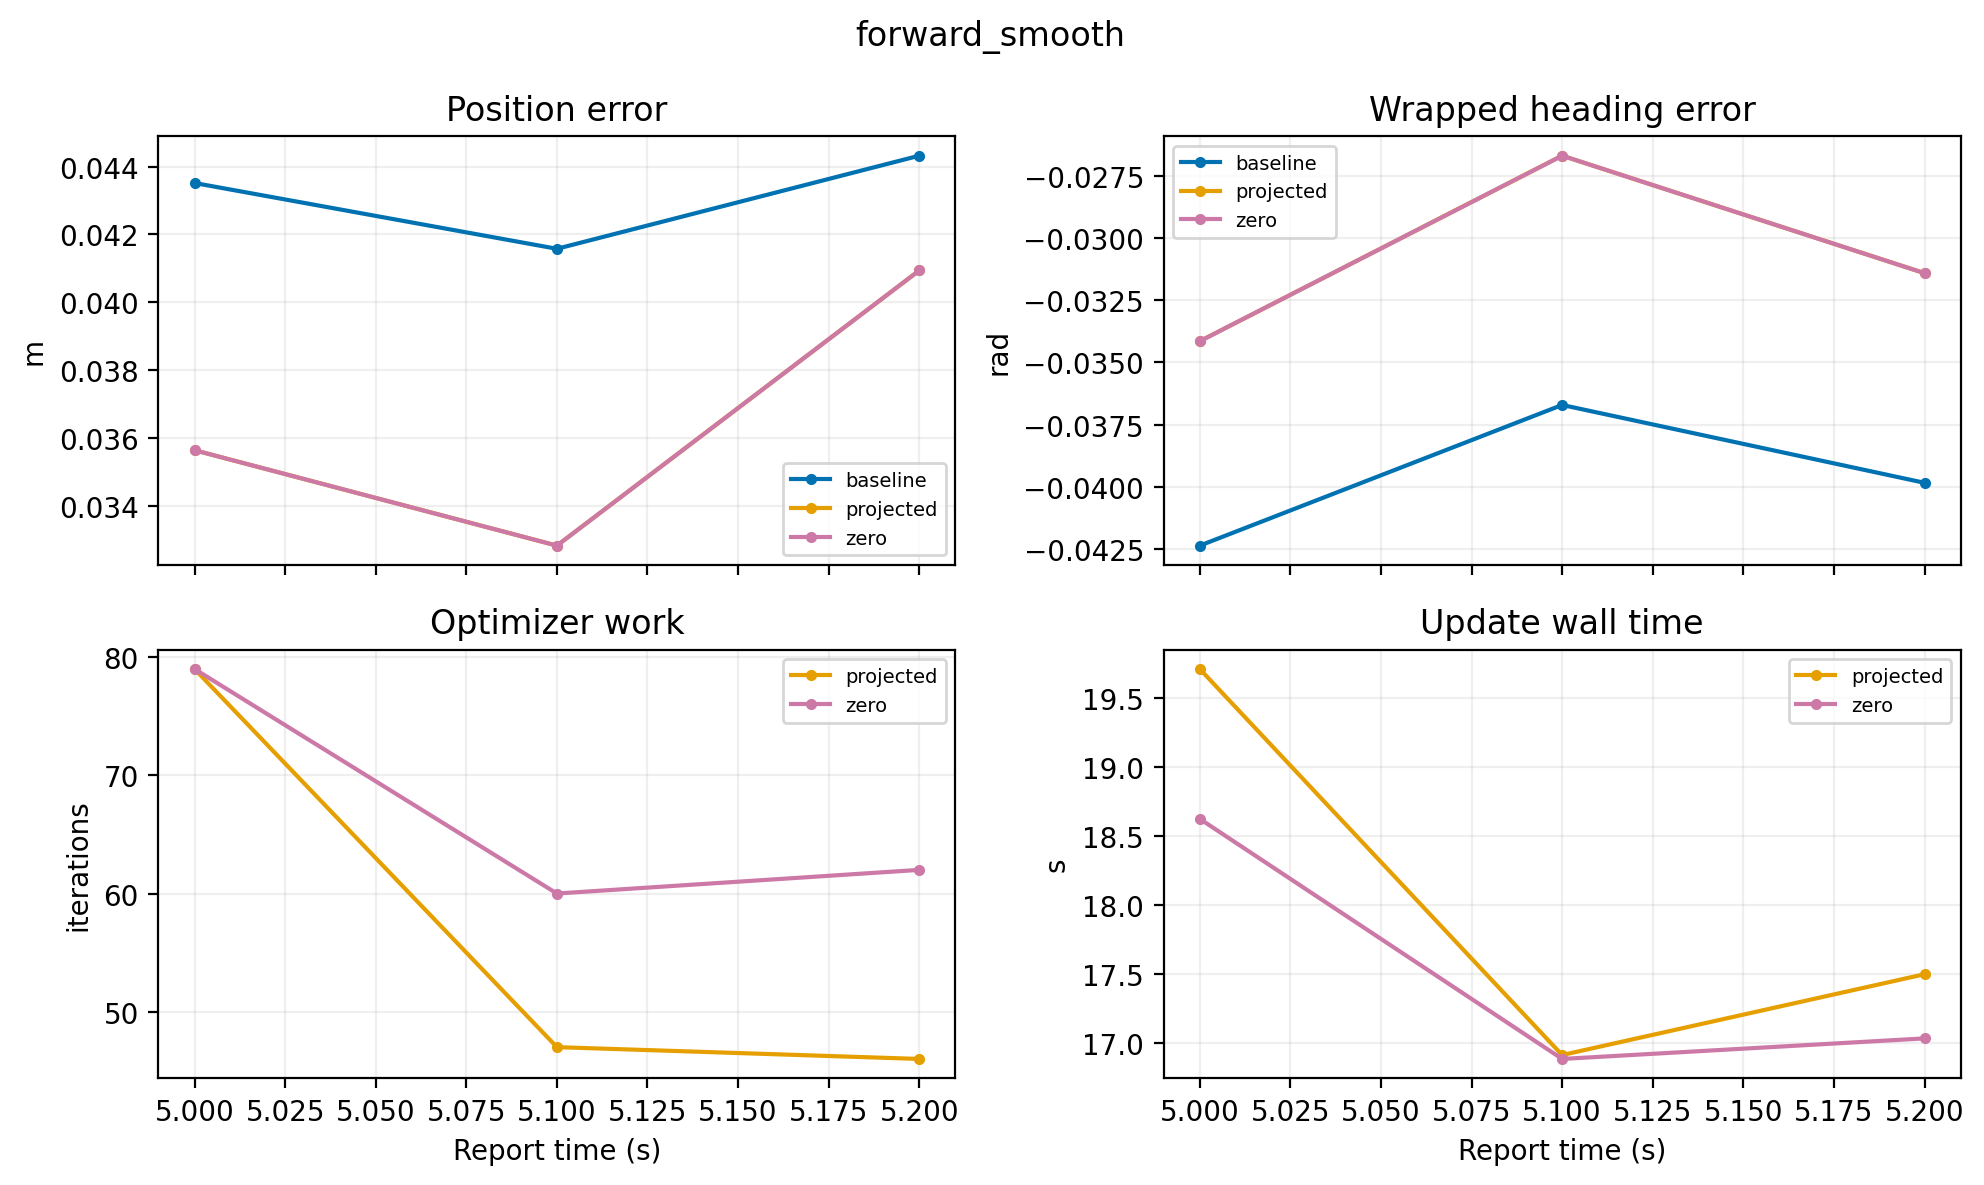 forward_smooth
Position error
0.044
0.042
0.040
0.038
0.036
0.034
m
baseline
projected
zero
Wrapped heading error
−0.0275
−0.0300
−0.0325
−0.0350
−0.0375
−0.0400
−0.0425
rad
baseline
projected
zero
Optimizer work
80
70
60
50
iterations
projected
zero
5.000 5.025 5.050 5.075 5.100 5.125 5.150 5.175 5.200
Report time (s)
Update wall time
19.5
19.0
18.5
18.0
17.5
17.0
s
projected
zero
5.000 5.025 5.050 5.075 5.100 5.125 5.150 5.175 5.200
Report time (s)